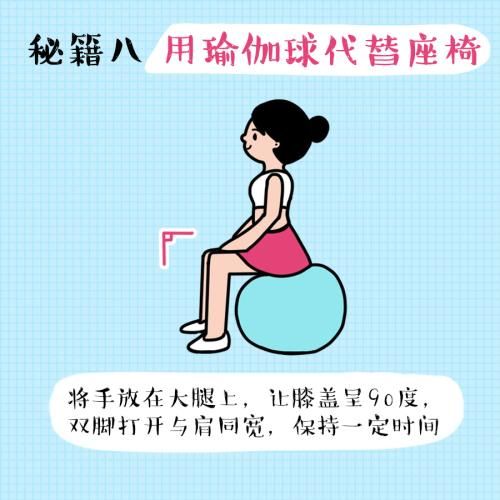 秘籍八 用瑜伽球代替座椅
将手放在大腿上，让膝盖呈90度，
双脚打开与肩同宽，保持一定时间